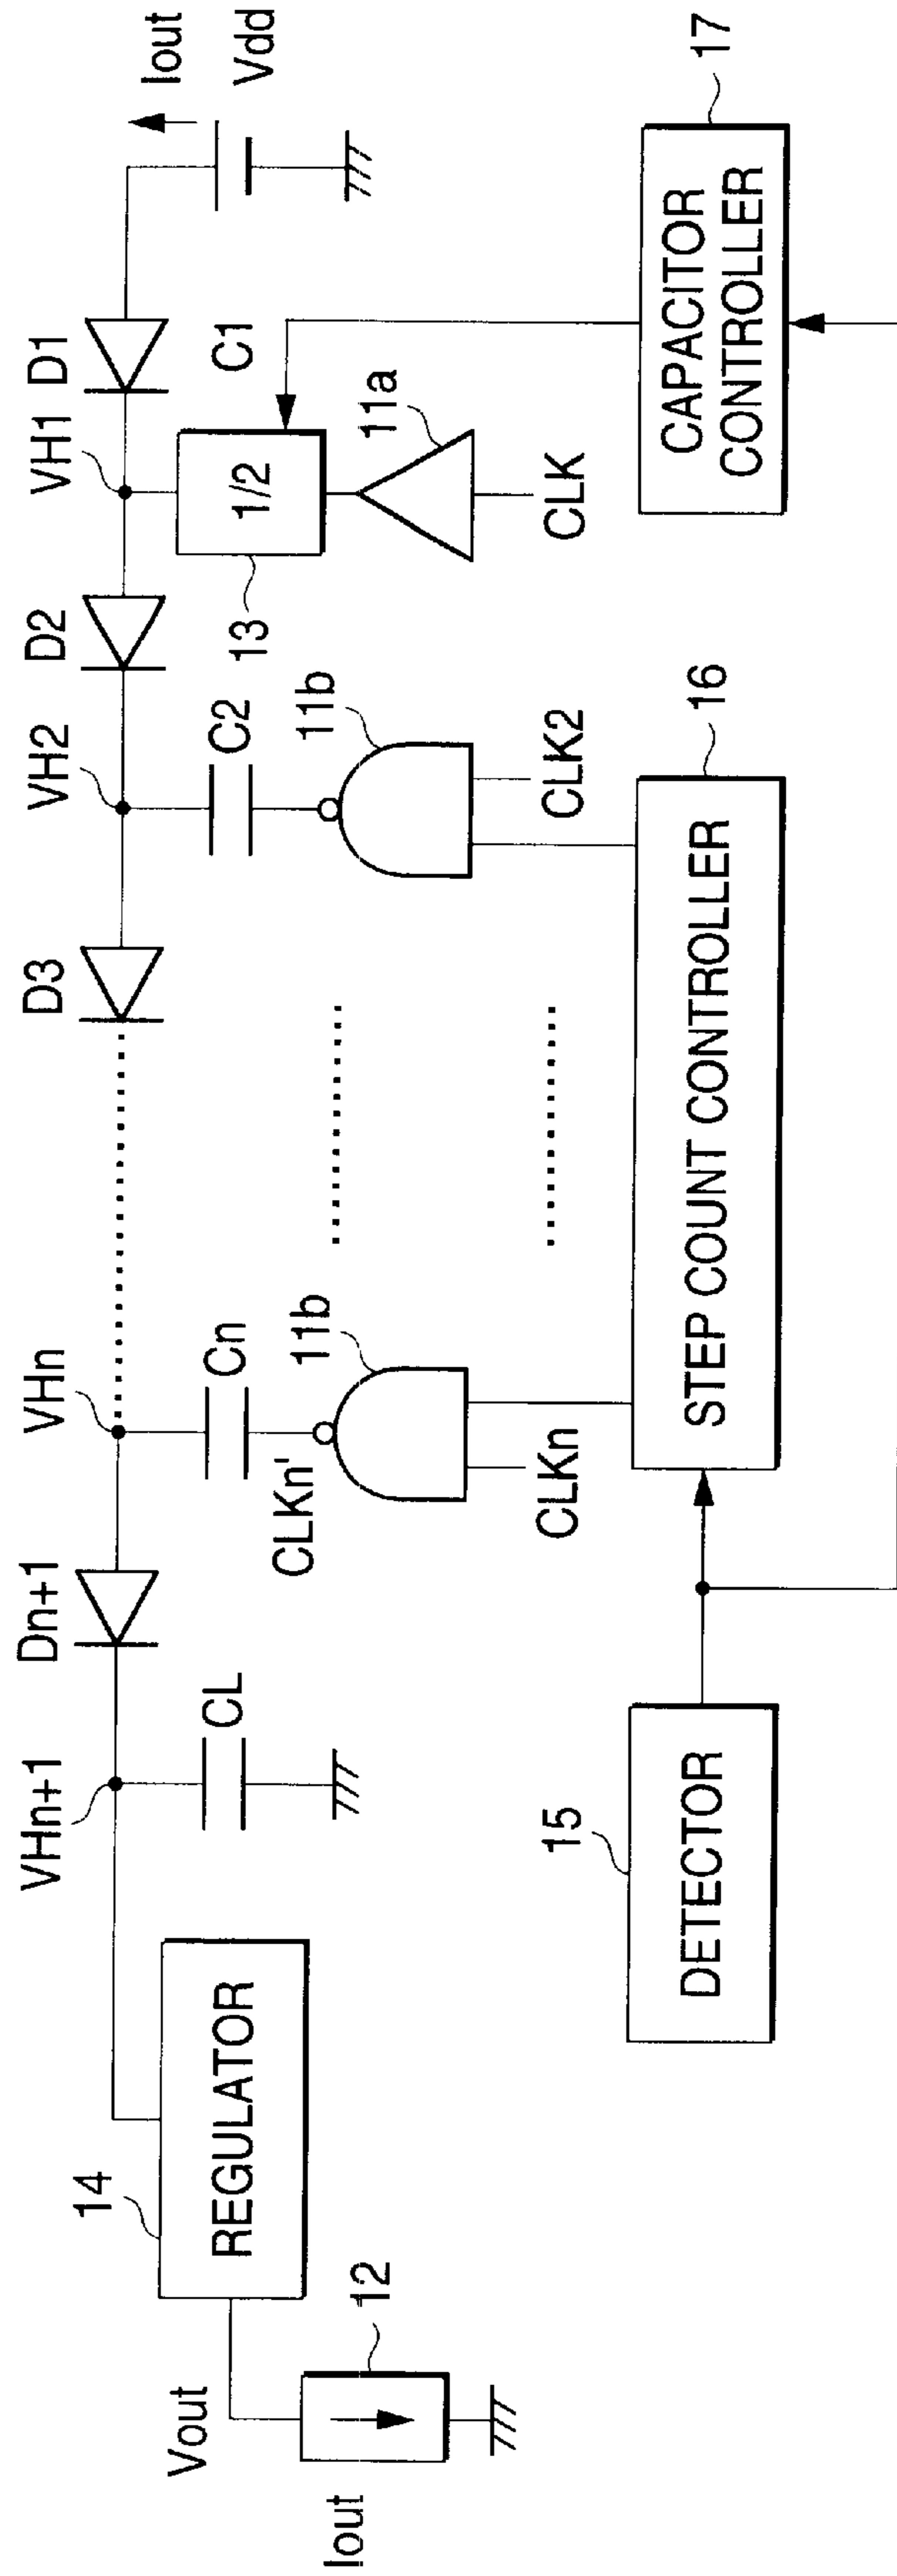 Iout
Vdd
D1
VH1
C1
1/2
13
11a
CLK
CAPACITOR
CONTROLLER
17
D2
VH2
C2
11b
CLK2
16
STEP COUNT CONTROLLER
D3
VHn
Cn
11b
CLKn'
CLKn
Dn+1
CL
VHn+1
15
DETECTOR
14
REGULATOR
12
Vout
Iout